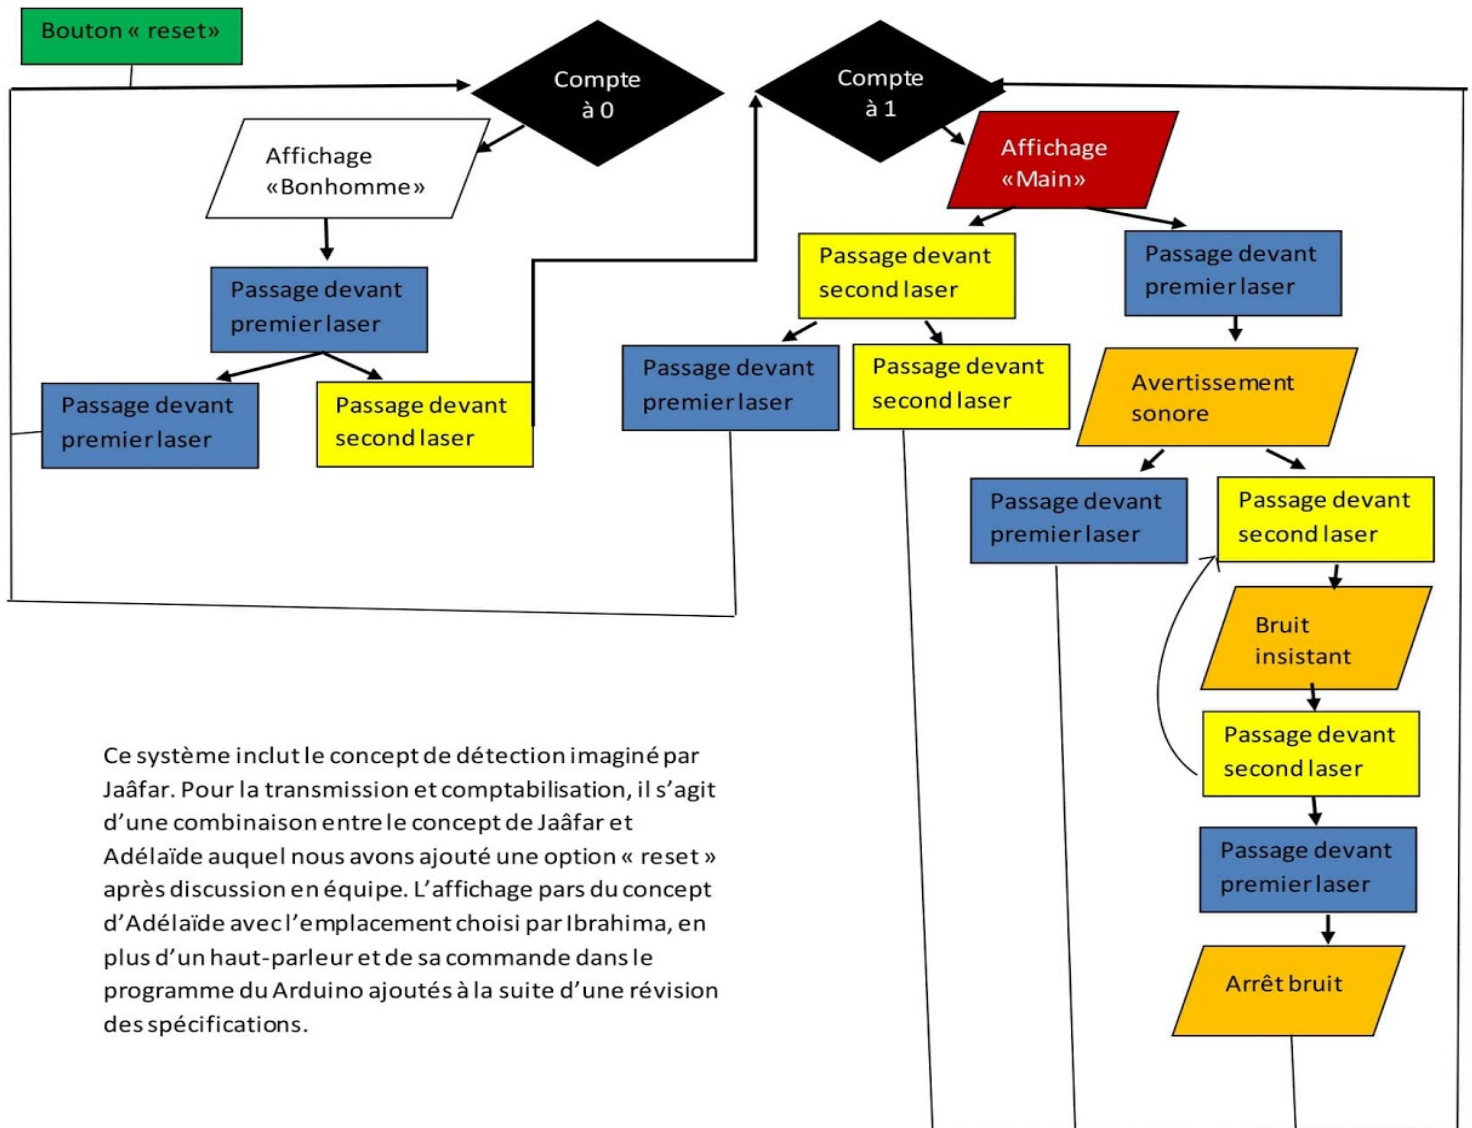 Bouton « reset»
Compte
à 0
Compte
à 1
Affichage
«Bonhomme»
Affichage
«Main»
Passage devant
premier laser
Passage devant
premier laser
Passage devant
second laser
Passage devant
second laser
Passage devant
premier laser
Passage devant
premier laser
Passage devant
second laser
Avertissement
sonore
Passage devant
premier laser
Passage devant
second laser
Bruit
insistant
Passage devant
second laser
Passage devant
premier laser
Arrêt bruit
Ce système inclut le concept de détection imaginé par
Jaâfar. Pour la transmission et comptabilisation, il s’agit
d’une combinaison entre le concept de Jaâfar et
Adélaïde auquel nous avons ajouté une option « reset »
après discussion en équipe. L’affichage pars du concept
d’Adélaïde avec l’emplacement choisi par Ibrahima, en
plus d’un haut-parleur et de sa commande dans le
programme du Arduino ajoutés à la suite d’une révision
des spécifications.